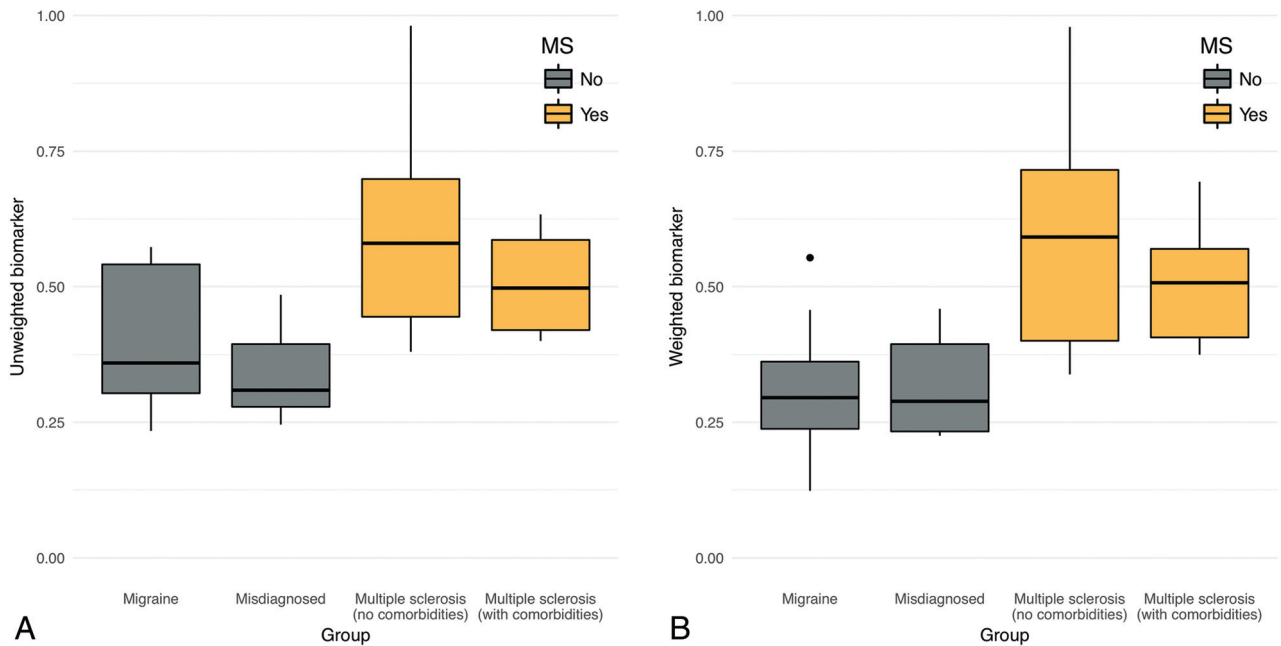 1.00
0.75
0.50
0.25
0.00
Unweighted biomarker
MS
No
Yes
Migraine
Misdiagnosed
Multiple sclerosis
(no comorbidities)
Multiple sclerosis
(with comorbidities)
Group
A
1.00
0.75
0.50
0.25
0.00
Weighted biomarker
MS
No
Yes
Migraine
Misdiagnosed
Multiple sclerosis
(no comorbidities)
Multiple sclerosis
(with comorbidities)
Group
B